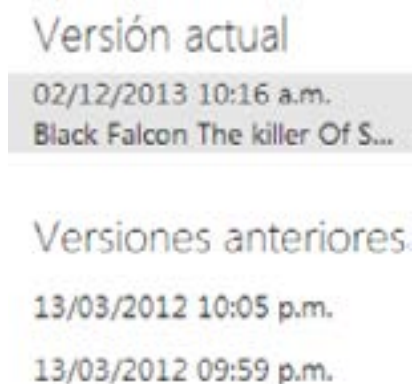 Versión actual
02/12/2013 10:16 a.m.
Black Falcon The killer Of S...
Versiones anteriores
13/03/2012 10:05 p.m.
13/03/2012 09:59 p.m.